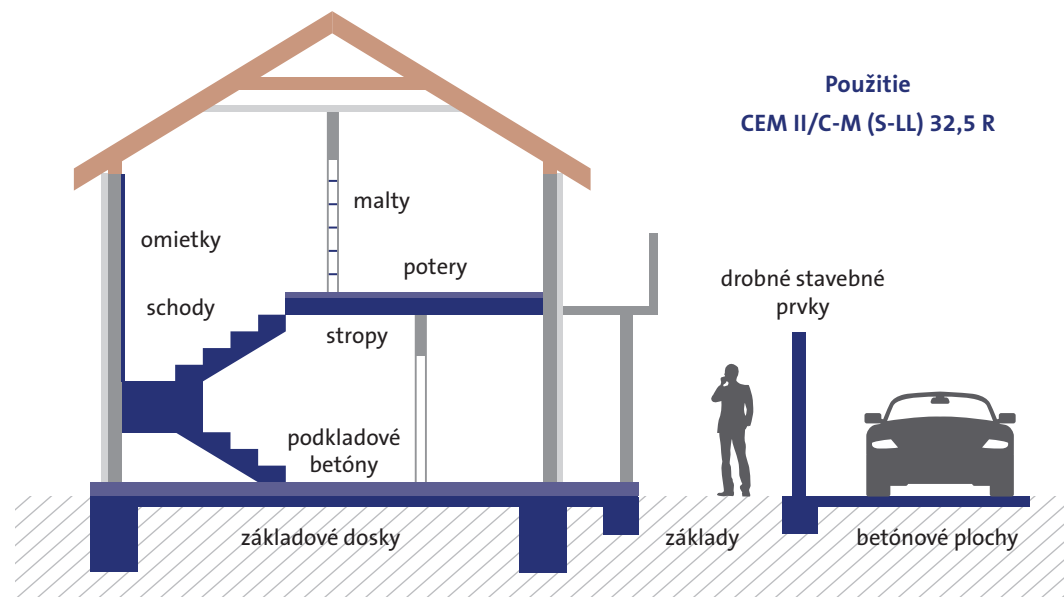 Použitie
CEM II/C-M (S-LL) 32,5 R
malty
omietky
potery
drobné stavebné
prvky
schody
stropy
podkladové
betóny
základové dosky
základy
betónové plochy